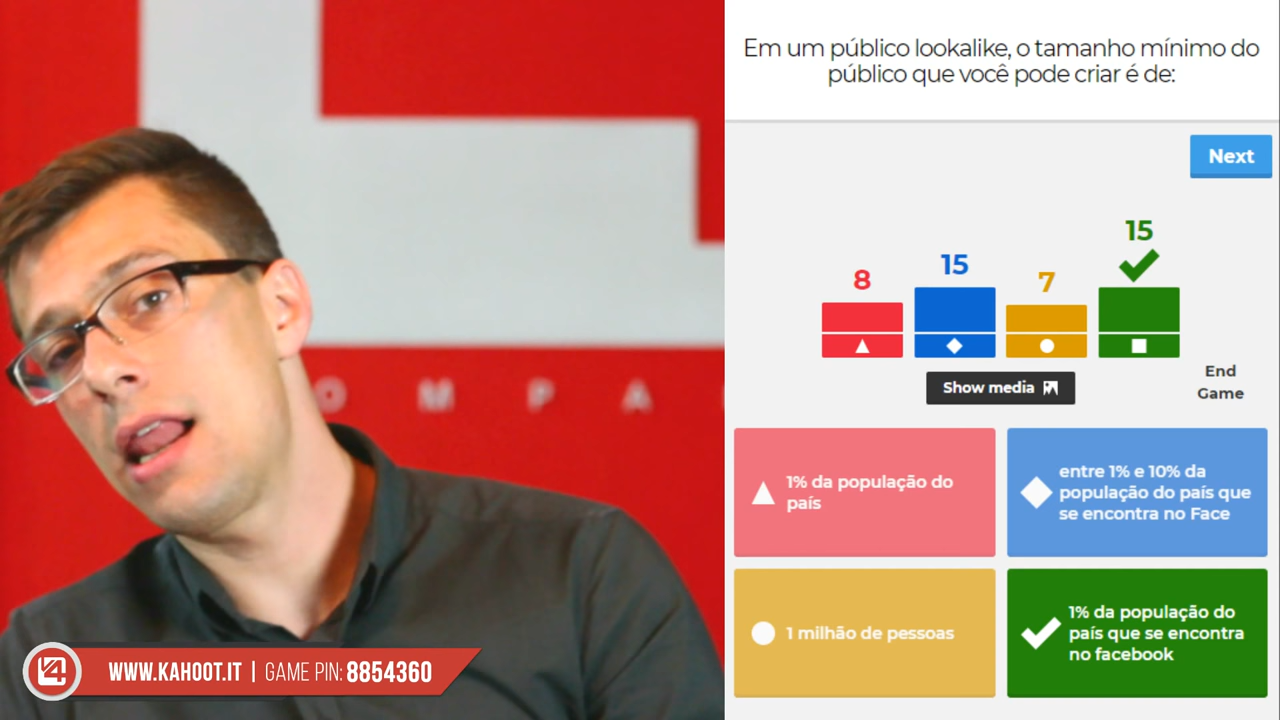 Em um público lookalike, o tamanho mínimo do
público que você pode criar é de:
Next
8
15
7
15
Show media
End
Game
1% da população do
país
entre 1% e 10% da
população do país que
se encontra no Face
1 milhão de pessoas
1% da população do
país que se encontra
no facebook
O M P A
WWW.KAHOOT.IT | GAME PIN: 8854360